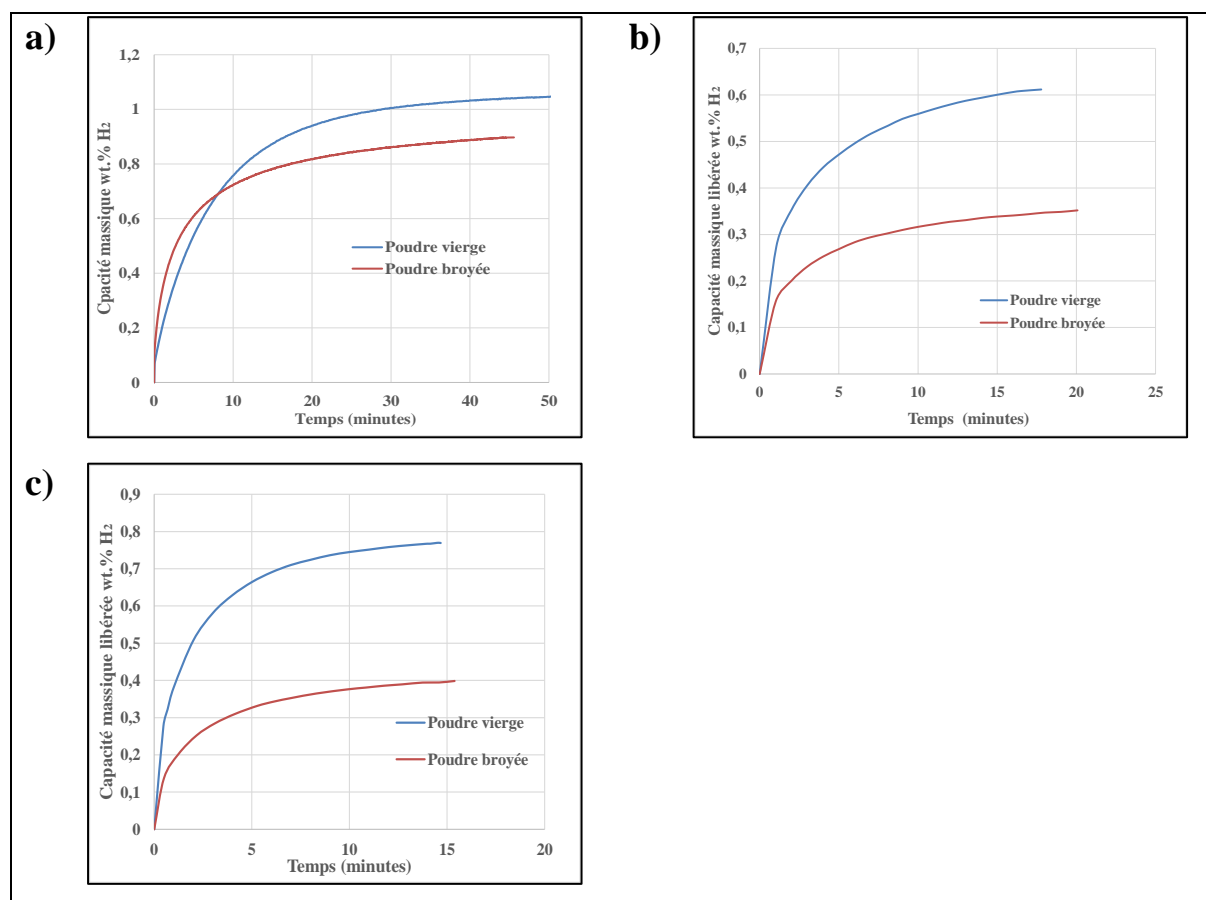 a)
1,2
1
0,8
0,6
0,4
0,2
0
Cpacité massique wt.% H2
Poudre vierge
Poudre broyée
0 10 20 30 40 50
Temps (minutes)
b)
0,7
0,6
0,5
0,4
0,3
0,2
0,1
0
Capacité massique libérée wt.% H2
Poudre vierge
Poudre broyée
0 5 10 15 20 25
Temps (minutes)
c)
0,9
0,8
0,7
0,6
0,5
0,4
0,3
0,2
0,1
0
Capacité massique libérée wt.% H2
Poudre vierge
Poudre broyée
0 5 10 15 20
Temps (minutes)